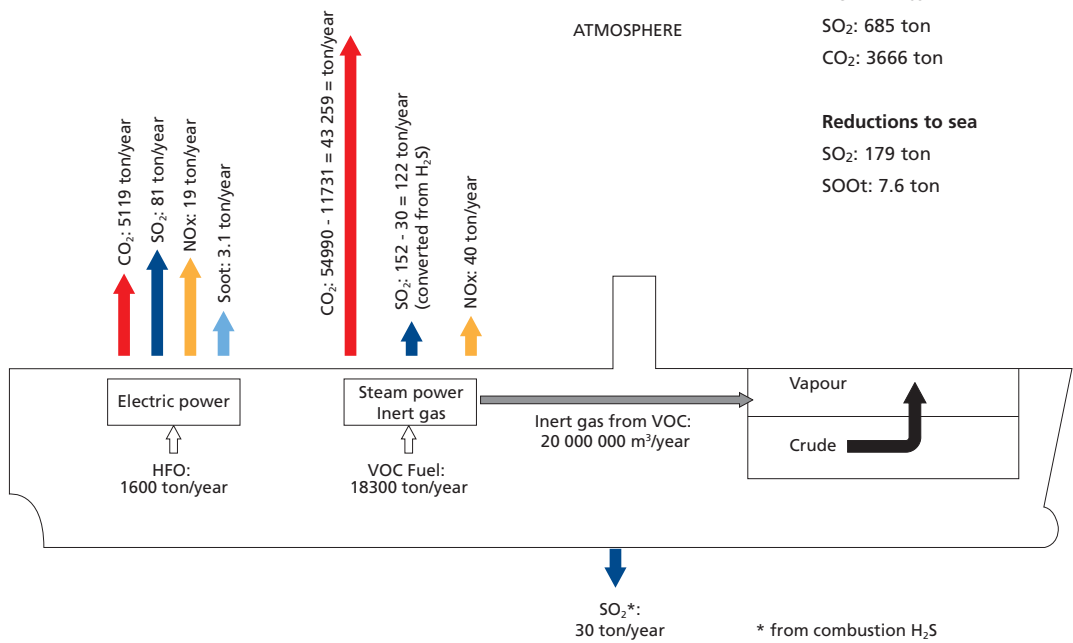 ATMOSPHERE
SO₂: 685 ton
CO₂: 3666 ton
Reductions to sea
SO₂: 179 ton
SOOt: 7.6 ton
CO₂: 5119 ton/year
SO₂: 81 ton/year
NOx: 19 ton/year
Soot: 3.1 ton/year
CO₂: 54990 - 11731 = 43 259 = ton/year
SO₂: 152 - 30 = 122 ton/year
(converted from H₂S)
NOx: 40 ton/year
Electric power
Steam power
Inert gas
Vapour
Crude
Inert gas from VOC:
20 000 000 m³/year
HFO:
1600 ton/year
VOC Fuel:
18300 ton/year
SO₂*:
30 ton/year
* from combustion H₂S